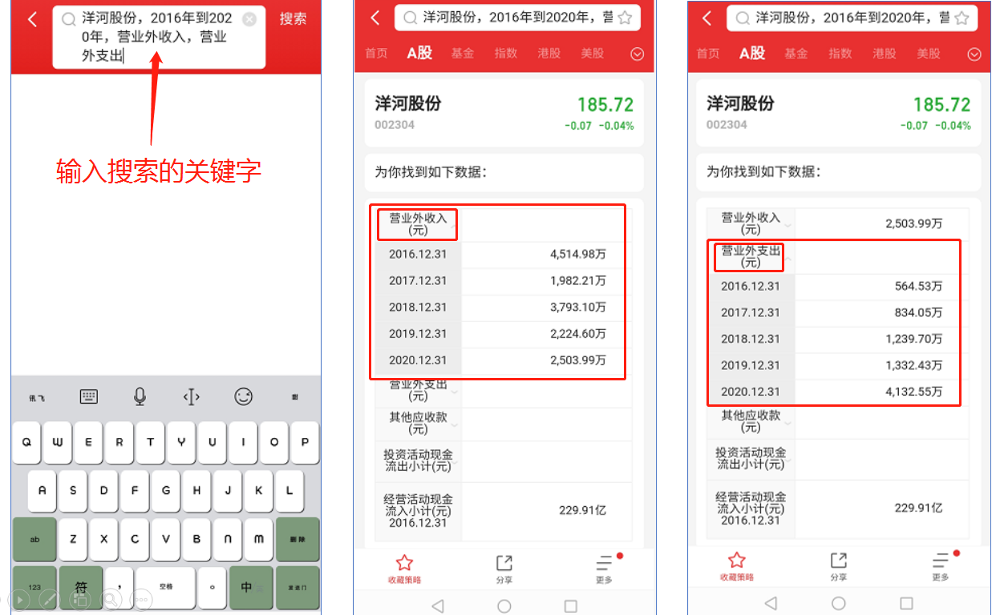 洋河股份，2016年到202
0年，营业外收入，营业
外支出
搜索
输入搜索的关键字
讯飞
Q W E R T Y U I O P
A S D F G H J K L
ab Z X C V B n m 删除
123 符 ， 空格 。 中
洋河股份，2016年到2020年，营
首页 A股 基金 指数 港股 美股
洋河股份
185.72
002304
-0.07 -0.04%
为你找到如下数据：
营业外收入
(元)
2016.12.31 4,514.98万
2017.12.31 1,982.21万
2018.12.31 3,793.10万
2019.12.31 2,224.60万
2020.12.31 2,503.99万
营业外支出
(元)
其他应收款
(元)
投资活动现金
流出小计(元)
经营活动现金
流入小计(元)
2016.12.31
229.91亿
收藏策略 分享 更多
洋河股份，2016年到2020年，营
首页 A股 基金 指数 港股 美股
洋河股份
185.72
002304
-0.07 -0.04%
为你找到如下数据：
营业外收入
(元)
2,503.99万
营业外支出
(元)
2016.12.31 564.53万
2017.12.31 834.05万
2018.12.31 1,239.70万
2019.12.31 1,332.43万
2020.12.31 4,132.55万
其他应收款
(元)
投资活动现金
流出小计(元)
经营活动现金
流入小计(元)
2016.12.31
229.91亿
收藏策略 分享 更多